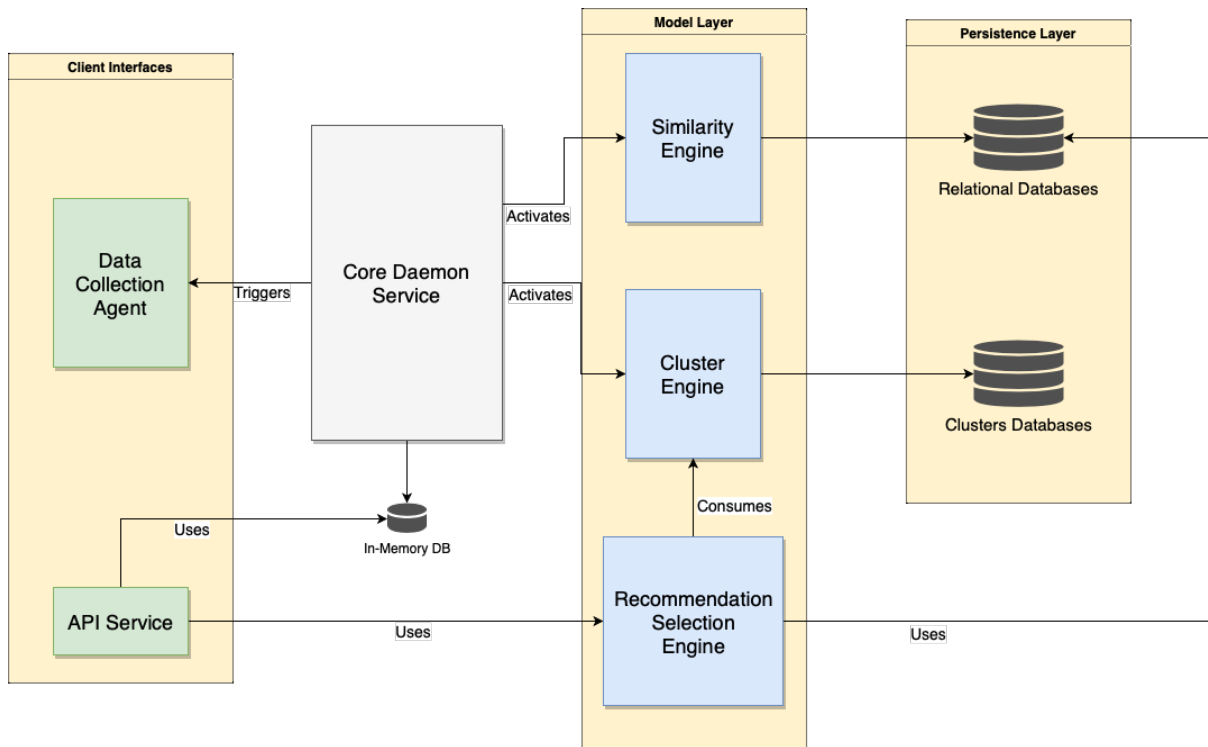 Model Layer
Persistence Layer
Client Interfaces
Similarity
Engine
Relational Databases
Activates
Data
Collection
Agent
Core Daemon
Service
Triggers
Activates
Cluster
Engine
Clusters Databases
Consumes
Uses
In-Memory DB
API Service
Uses
Recommendation
Selection
Engine
Uses